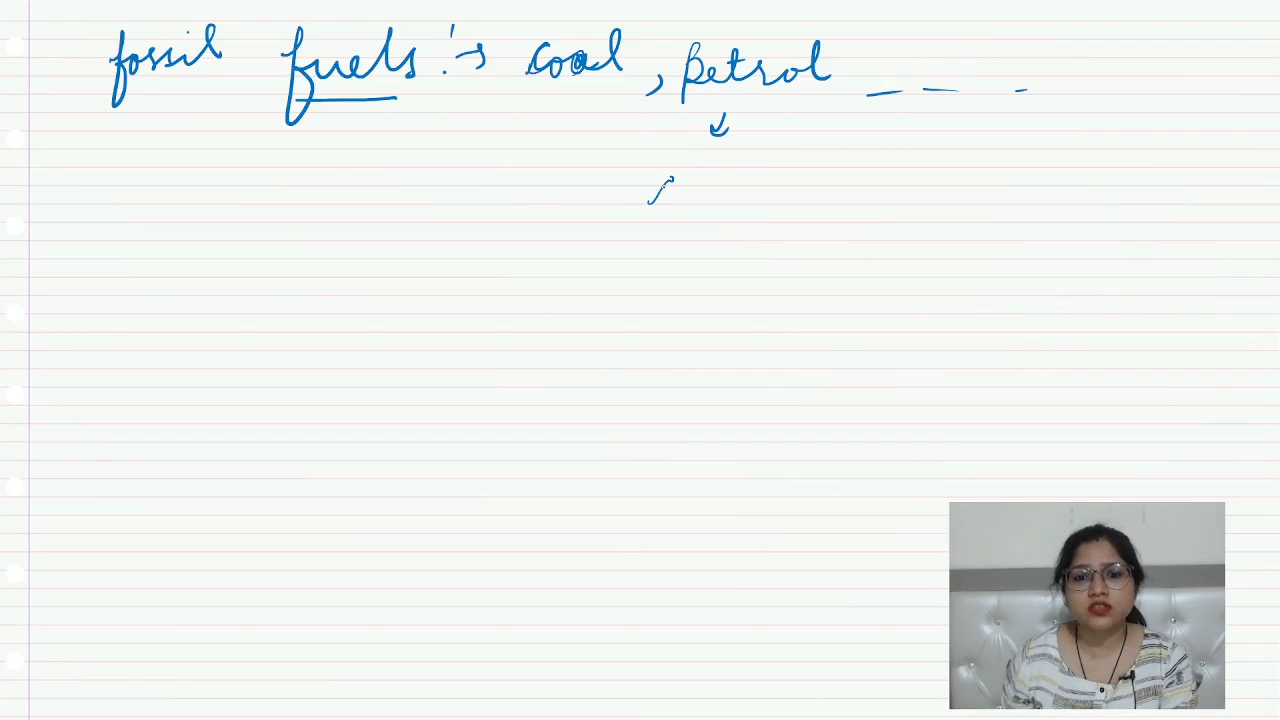 fossil fuels :→ coal, Petrol _ _ _